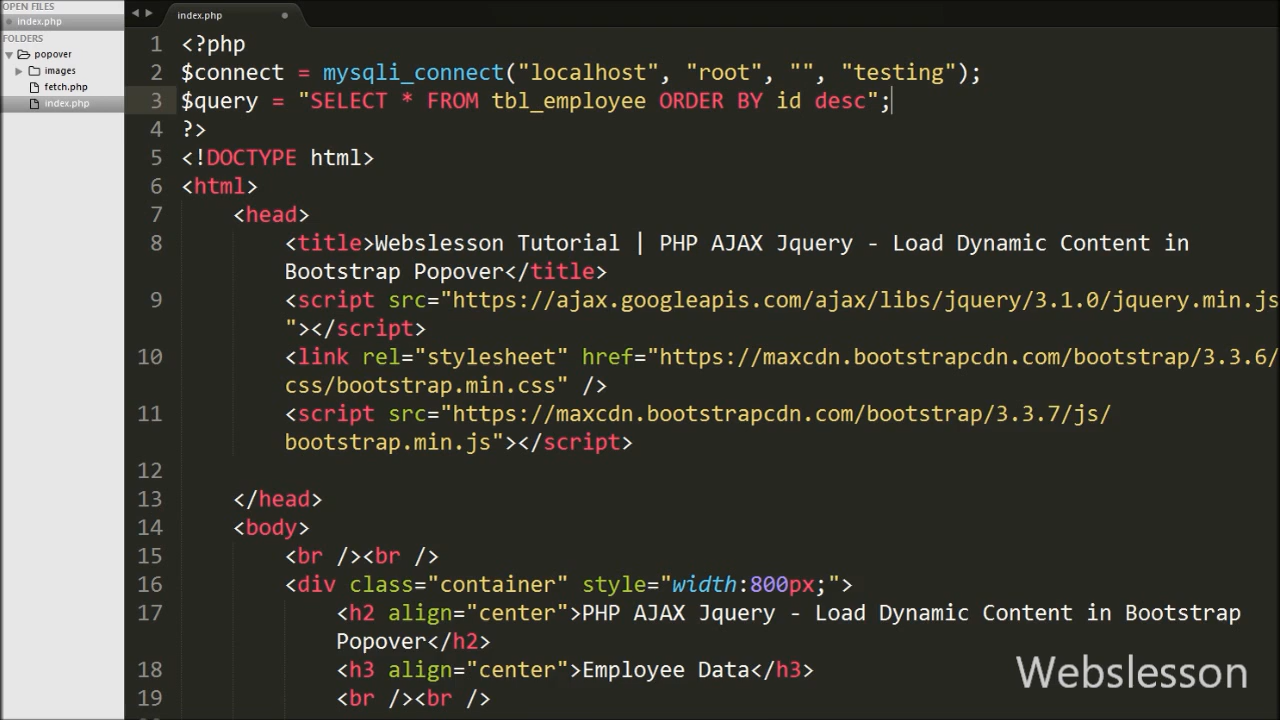 OPEN FILES
index.php
FOLDERS
popover
images
fetch.php
index.php
index.php
1 <?php
2 $connect = mysqli_connect("localhost", "root", "", "testing");
3 $query = "SELECT * FROM tbl_employee ORDER BY id desc";
4 ?>
5 <!DOCTYPE html>
6 <html>
7 <head>
8 <title>Webslesson Tutorial | PHP AJAX Jquery - Load Dynamic Content in
Bootstrap Popover</title>
9 <script src="https://ajax.googleapis.com/ajax/libs/jquery/3.1.0/jquery.min.js
"></script>
10 <link rel="stylesheet" href="https://maxcdn.bootstrapcdn.com/bootstrap/3.3.6/
css/bootstrap.min.css" />
11 <script src="https://maxcdn.bootstrapcdn.com/bootstrap/3.3.7/js/
bootstrap.min.js"></script>
12
13 </head>
14 <body>
15 <br /><br />
16 <div class="container" style="width:800px;">
17 <h2 align="center">PHP AJAX Jquery - Load Dynamic Content in Bootstrap
Popover</h2>
18 <h3 align="center">Employee Data</h3>
19 <br /><br />
Webslesson